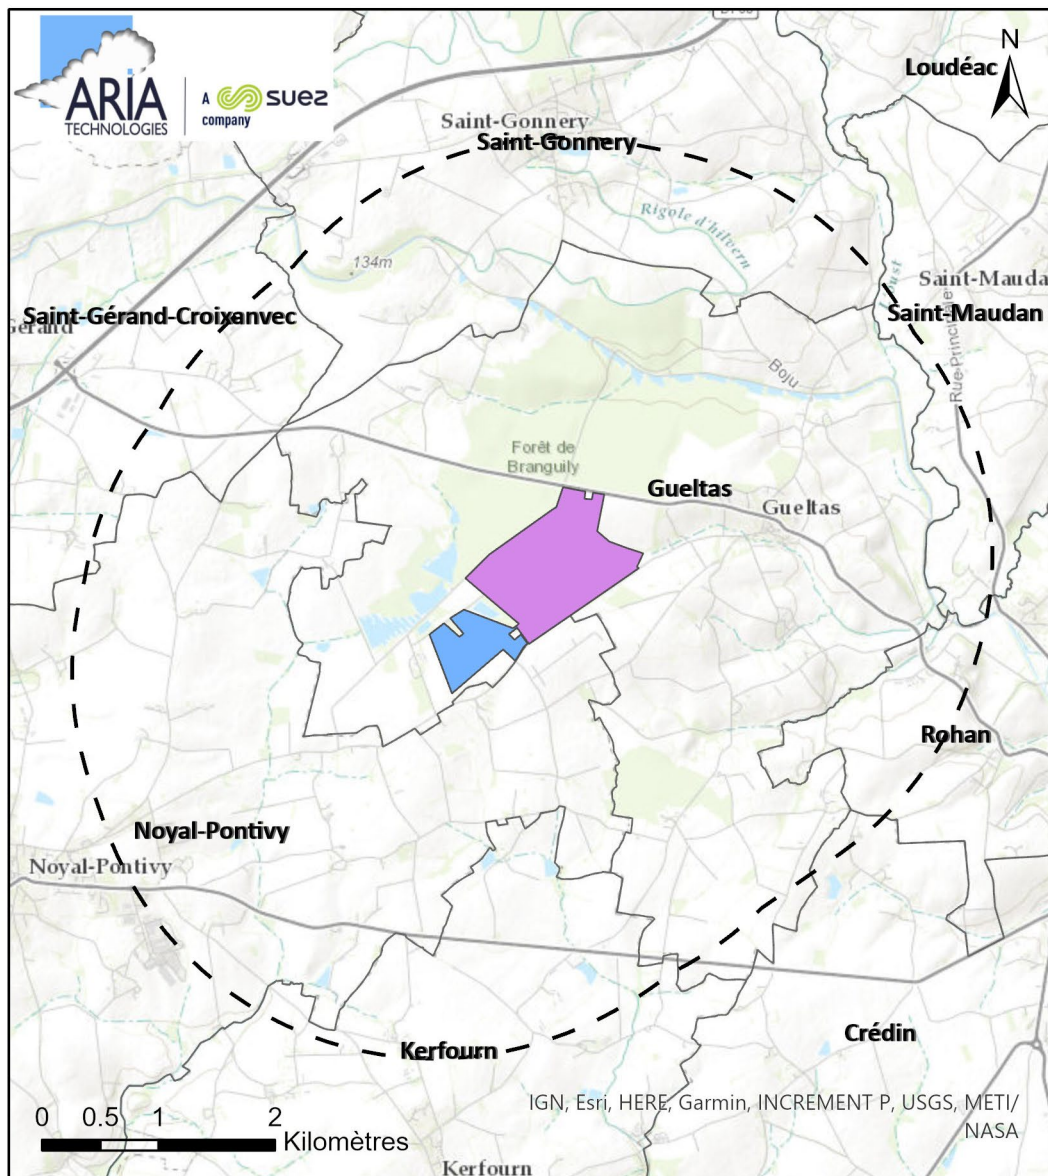 ARIA
TECHNOLOGIES
A
company
suez
N
Loudéac
Saint-Gonnery
Saint-Gonnery
Rigole d'hilvern
134m
Saint-Mauda
Saint-Gérand-Croixanvec
Gérand
Saint-Maudan
Rue Principale
Boju
Forêt de
Branguily
Gueltas
Gueltas
Rohan
Noyal-Pontivy
Noyal-Pontivy
Crédin
Kerfourn
IGN, Esri, HERE, Garmin, INCREMENT P, USGS, METI/
NASA
0 0.5 1 2
Kilomètres
Kerfourn